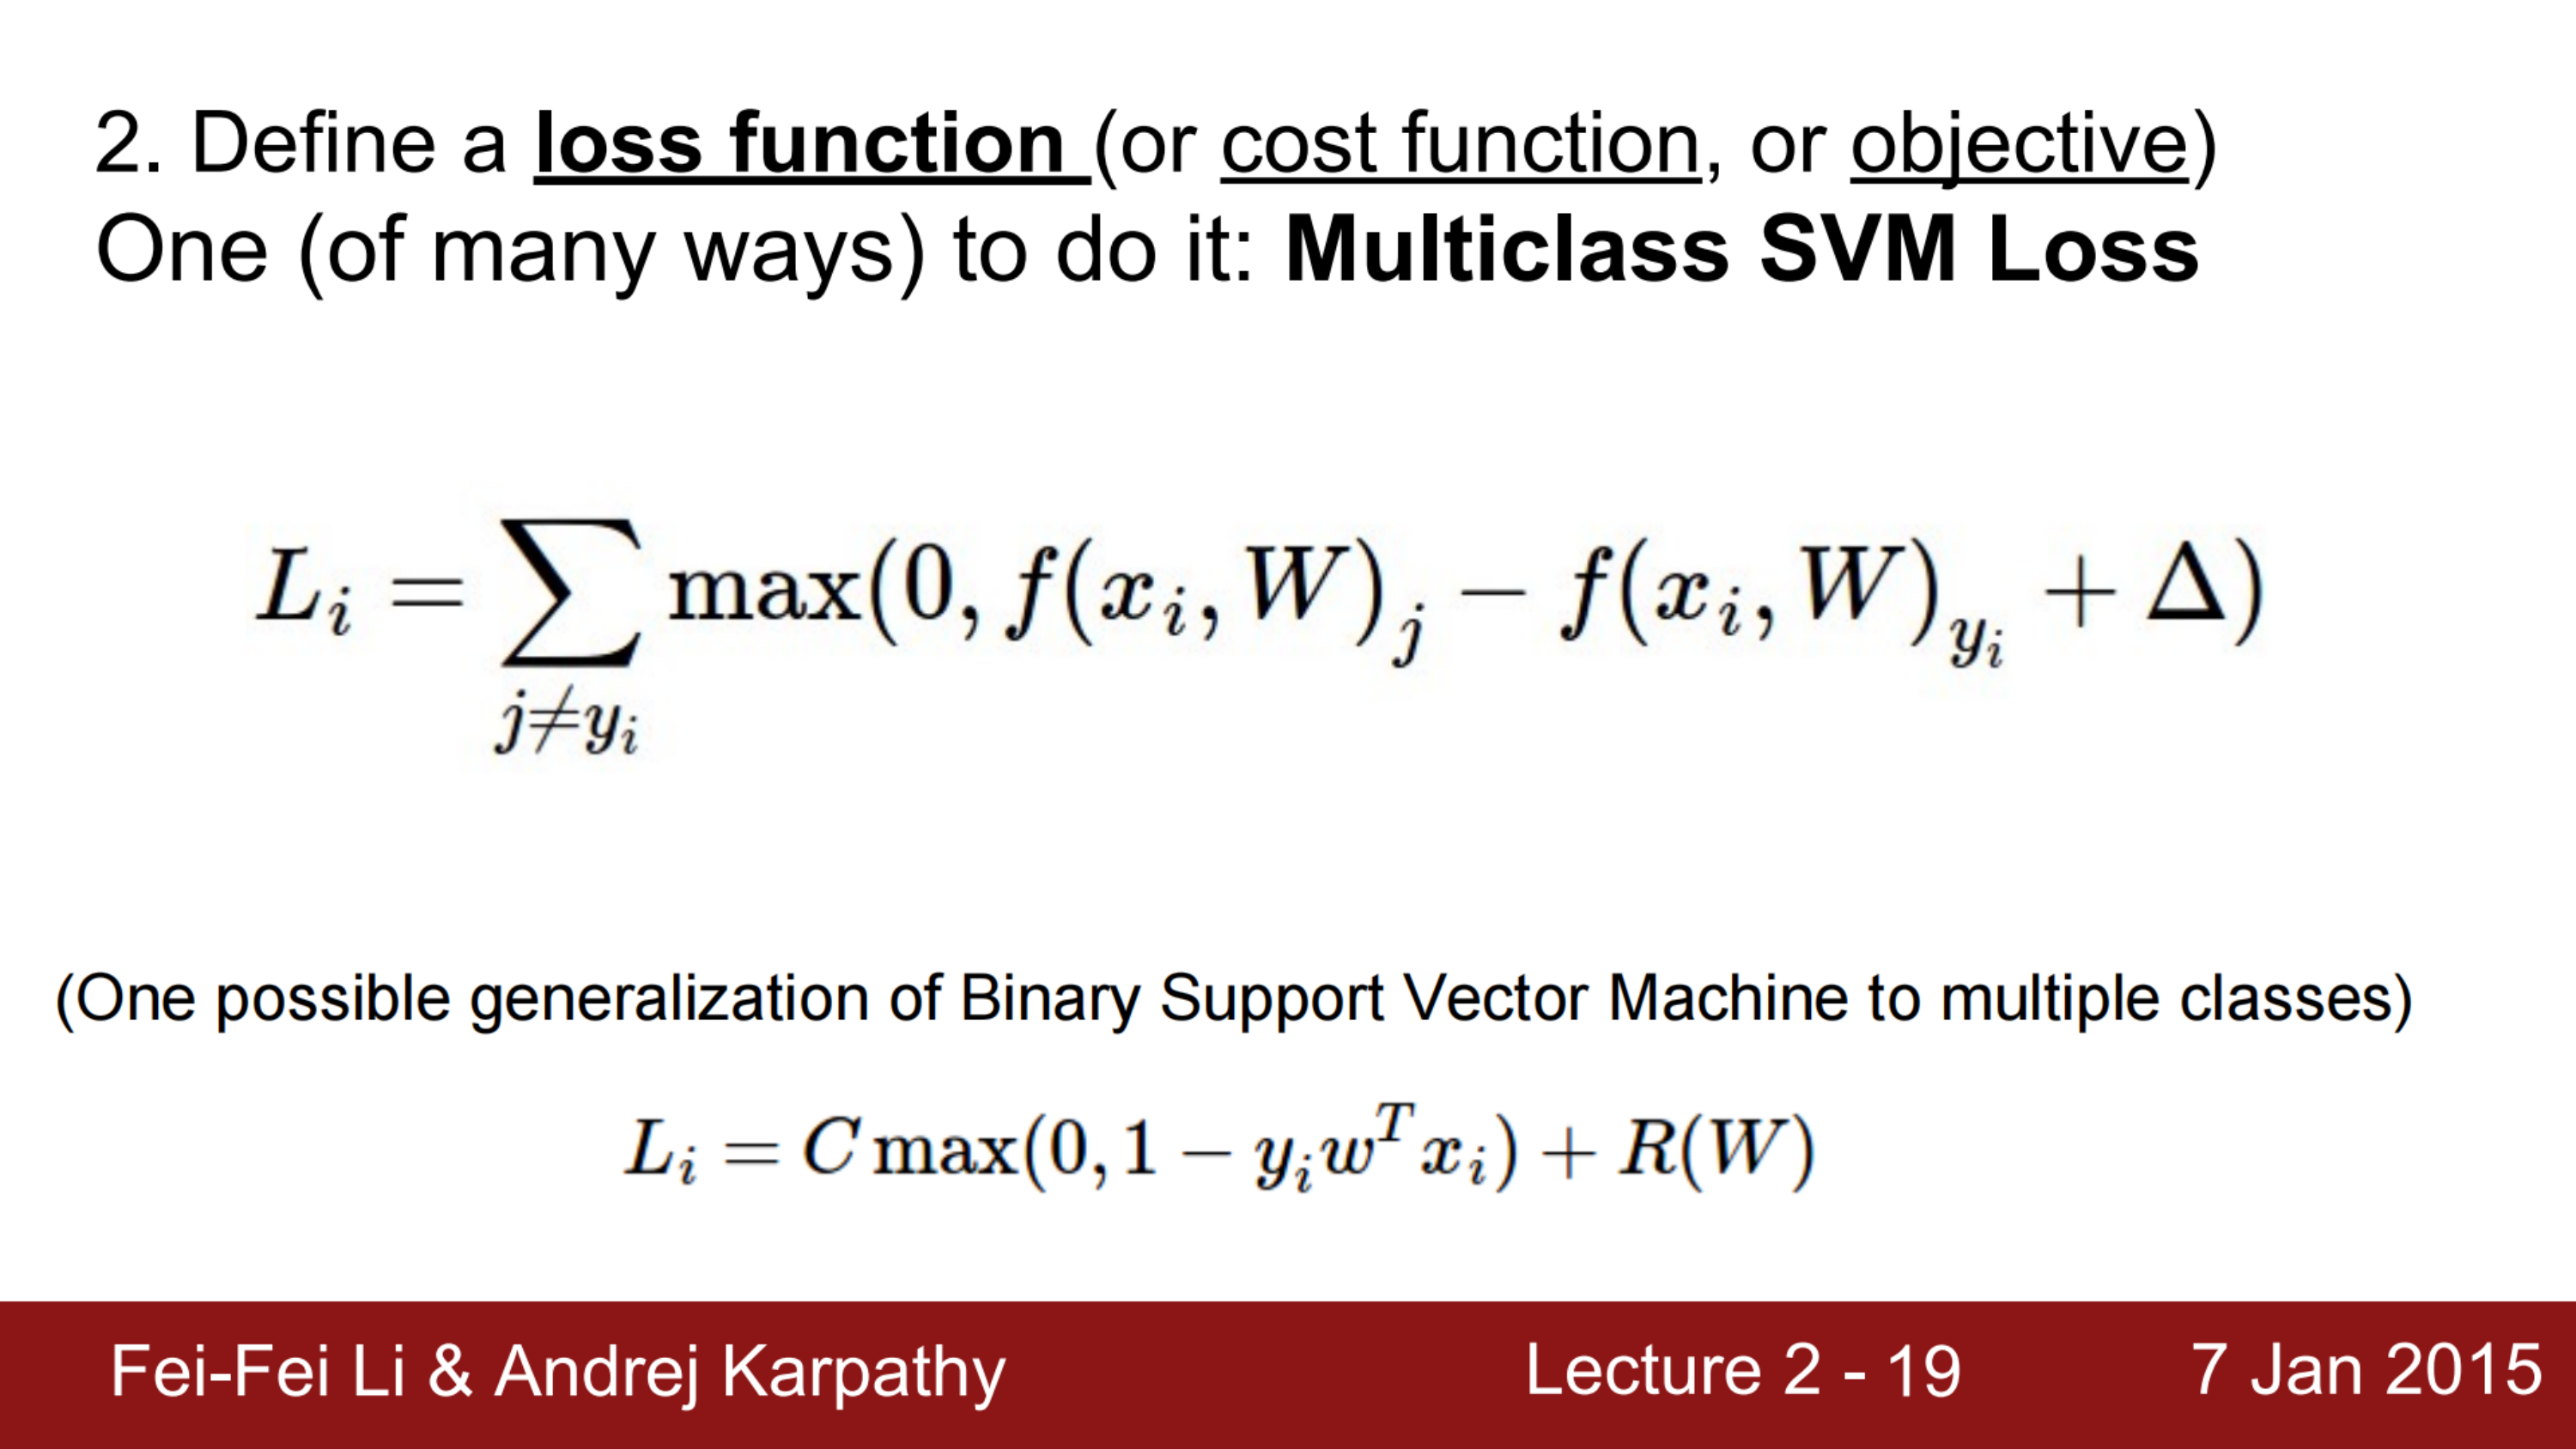 2. Define a loss function (or cost function, or objective)
One (of many ways) to do it: Multiclass SVM Loss
L_i = \sum_{j \neq y_i} \max(0, f(x_i, W)_j - f(x_i, W)_{y_i} + \Delta)
(One possible generalization of Binary Support Vector Machine to multiple classes)
L_i = C \max(0, 1 - y_i w^T x_i) + R(W)
Fei-Fei Li & Andrej Karpathy Lecture 2 - 19 7 Jan 2015